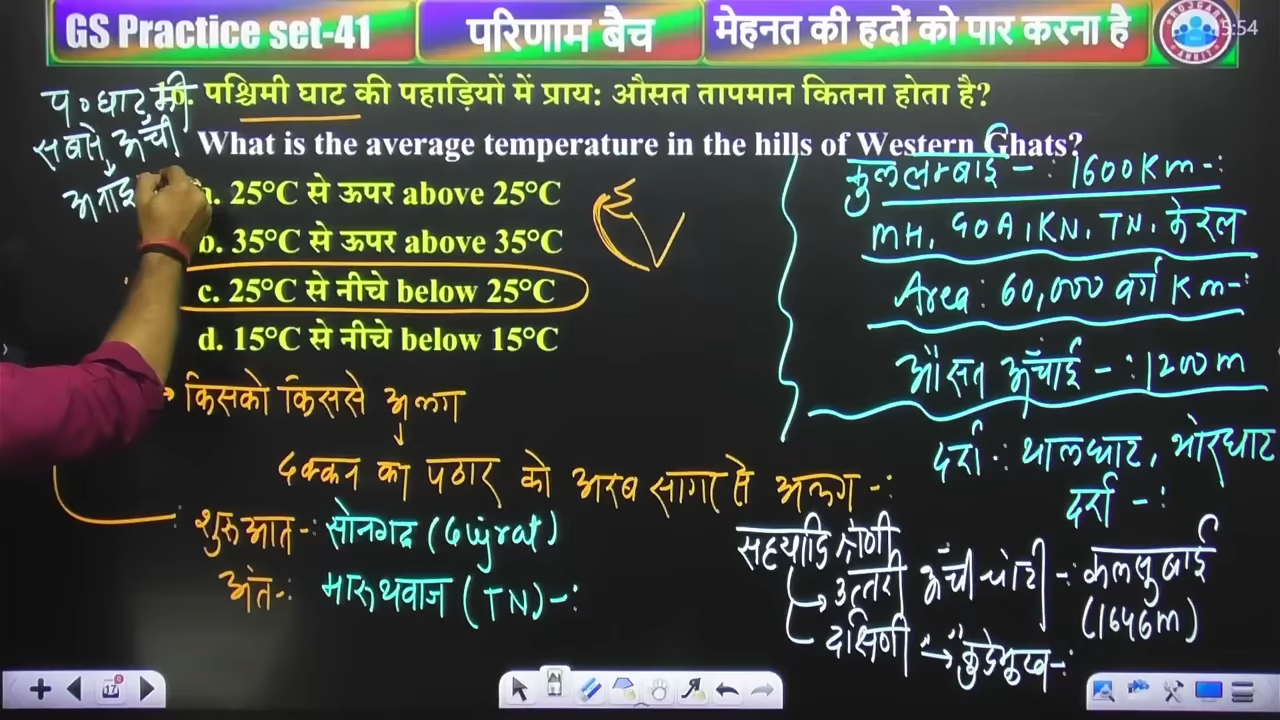 GS Practice set-41
परिणाम बैच
मेहनत की हदों को पार करना है
5:54
प० घाट की
सबसे ऊँची
. पश्चिमी घाट की पहाड़ियों में प्राय: औसत तापमान कितना होता है?
What is the average temperature in the hills of Western Ghats?
a. 25°C से ऊपर above 25°C
b. 35°C से ऊपर above 35°C
c. 25°C से नीचे below 25°C
d. 15°C से नीचे below 15°C
कुल लम्बाई -: 1600 Km-:
MH, GOA, KN, TN, केरल
Area: 60,000 वर्ग Km-:
औसत ऊँचाई -: 1200 m
दर्रा -: थालघाट, भोरघाट
दर्रा -:
किसको किससे अलग
दक्कन का पठार को अरब सागर से अलग -:
शुरुआत -: सोनगढ (Gujrat)
अंत -: मारुथवाज (TN) -:
सहयाद्रि श्रेणी
उत्तरी ऊँची चोटी -: कलसुबाई
(1646m)
दक्षिणी → " " कुडेमुख -:
17